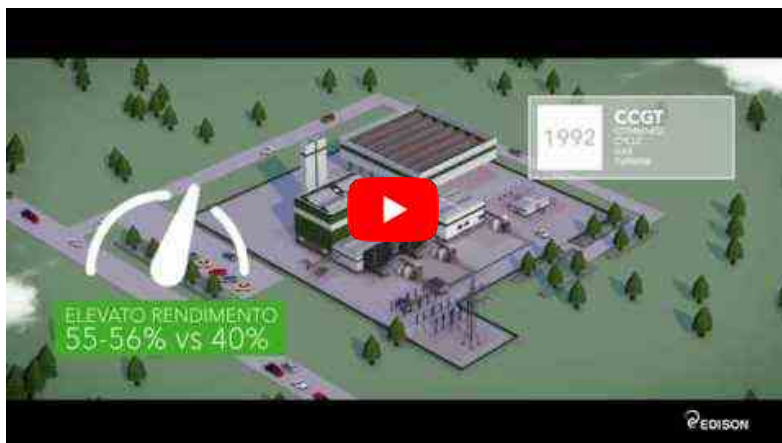 1992
CCGT
COMBINED
CYCLE
GAS
TURBINE
ELEVATO RENDIMENTO
55-56% vs 40%
EDISON